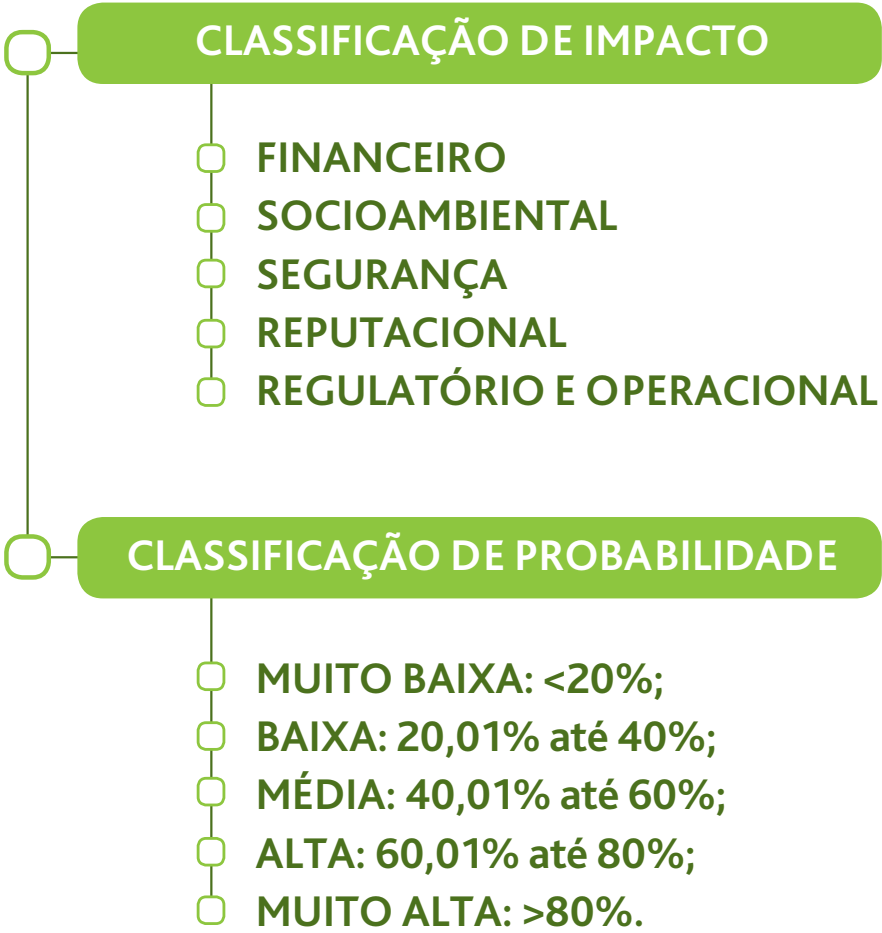 CLASSIFICAÇÃO DE IMPACTO
FINANCEIRO
SOCIOAMBIENTAL
SEGURANÇA
REPUTACIONAL
REGULATÓRIO E OPERACIONAL
CLASSIFICAÇÃO DE PROBABILIDADE
MUITO BAIXA: <20%;
BAIXA: 20,01% até 40%;
MÉDIA: 40,01% até 60%;
ALTA: 60,01% até 80%;
MUITO ALTA: >80%.